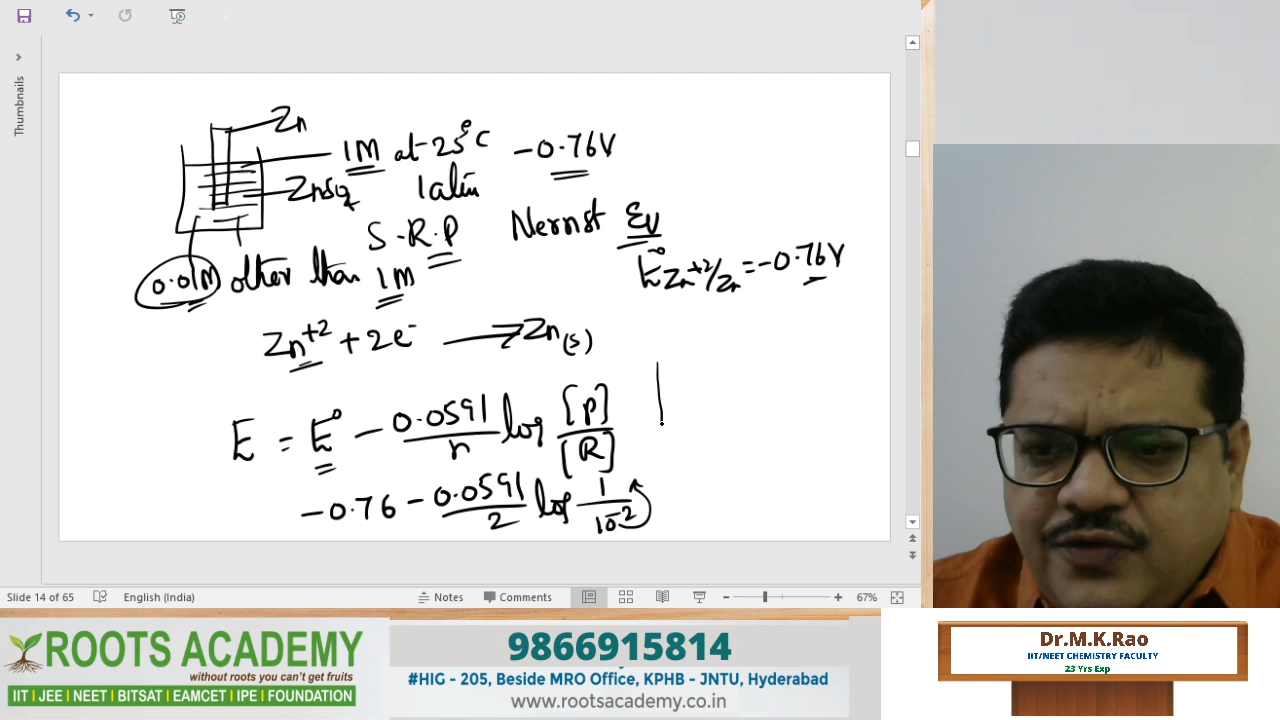 Thumbnails
Zn
1M at 25°C -0.76V
ZnSO4 1atm
S.R.P Nernst Eq
0.01M other than 1M
E° Zn+2/Zn = -0.76V
Zn+2 + 2e- → Zn(s)
E = E° - 0.0591/n log [P]/[R]
-0.76 - 0.0591/2 log 1/10-2
Slide 14 of 65 English (India) Notes Comments 67%
ROOTS ACADEMY
without roots you can't get fruits
IIT I JEE I NEET I BITSAT I EAMCET I IPE I FOUNDATION
9866915814
#HIG - 205, Beside MRO Office, KPHB - JNTU, Hyderabad
www.rootsacademy.co.in
Dr.M.K.Rao
IIT/NEET CHEMISTRY FACULTY
23 Yrs Exp